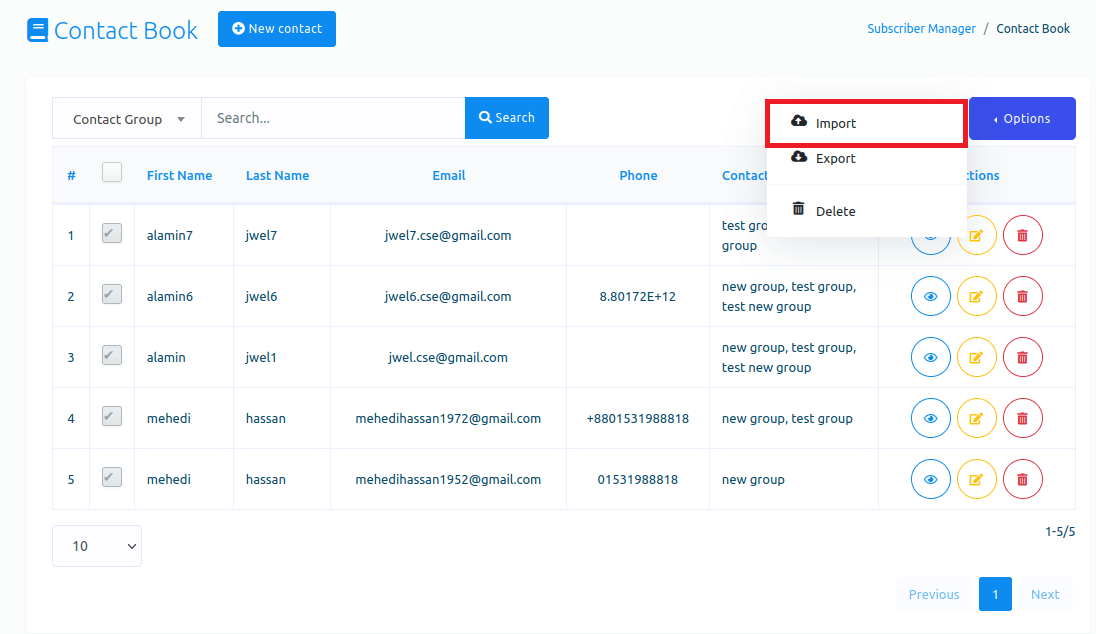 Contact Book
New contact
Subscriber Manager / Contact Book
Contact Group
Search...
Search
Import
Export
Delete
Options
# First Name Last Name Email Phone Contact tions
1 alamin7 jwel7 jwel7.cse@gmail.com test gro
group
2 alamin6 jwel6 jwel6.cse@gmail.com 8.80172E+12 new group, test group,
test new group
3 alamin jwel1 jwel.cse@gmail.com new group, test group,
test new group
4 mehedi hassan mehedihassan1972@gmail.com +8801531988818 new group, test group
5 mehedi hassan mehedihassan1952@gmail.com 01531988818 new group
10
1-5/5
Previous 1 Next